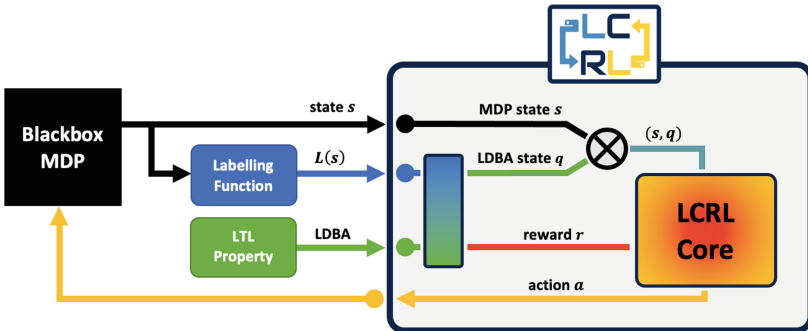 LC
RL
state s
MDP state s
(s, q)
Blackbox
MDP
Labelling
Function
L(s)
LDBA state q
LTL
Property
LDBA
reward r
LCRL
Core
action a